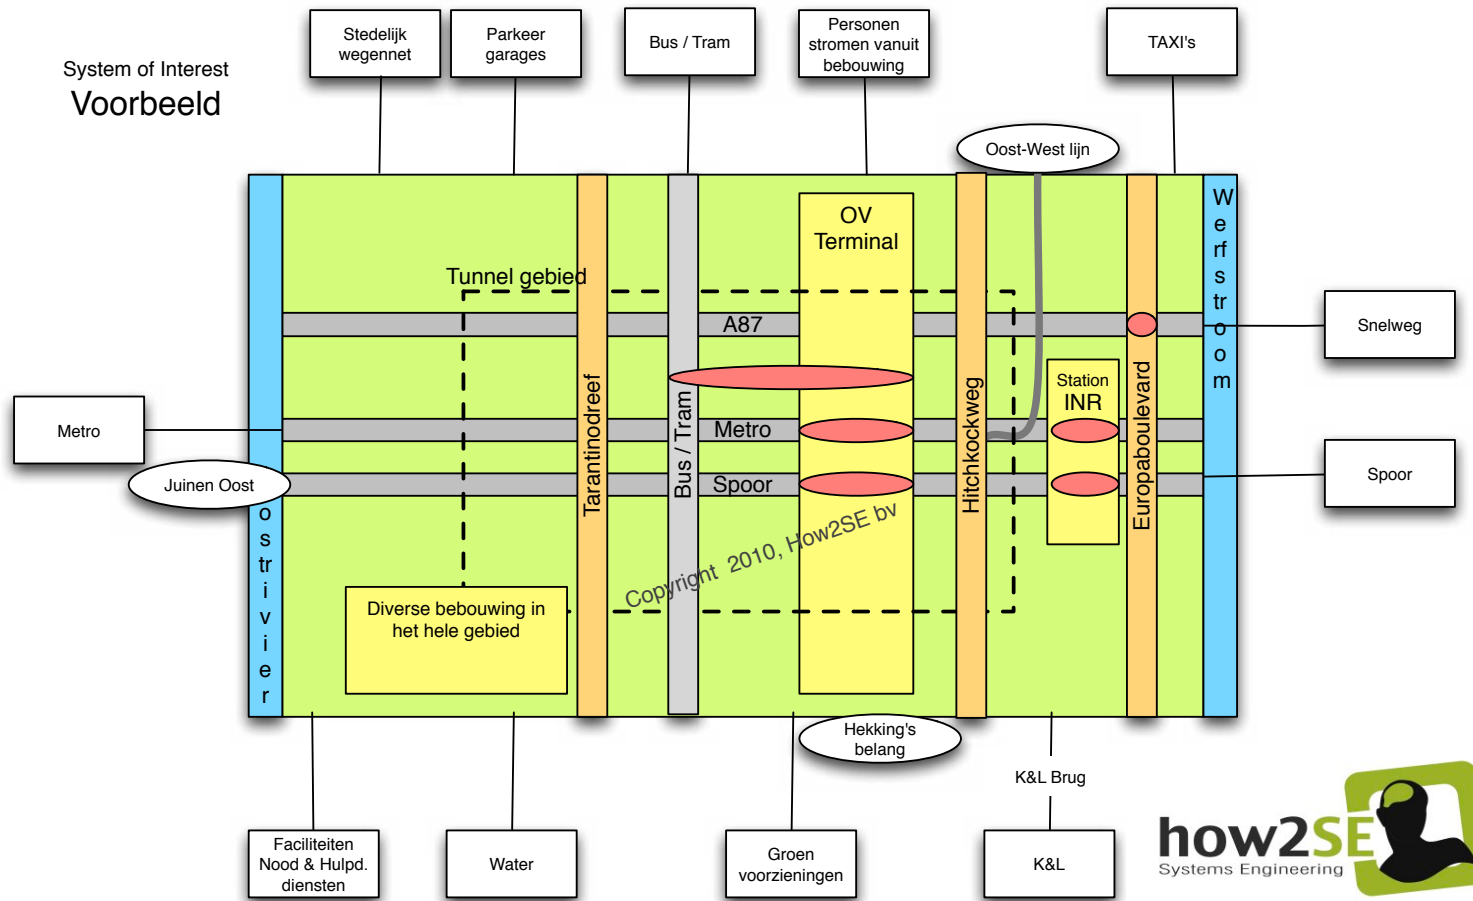 Stedelijk
wegennet
Parkeer
garages
Bus / Tram
Personen
stromen vanuit
bebouwing
TAXI's
System of Interest
Voorbeeld
Oost-West lijn
OV
Terminal
Werfstroom
Tunnel gebied
A87
Snelweg
Station
INR
Metro
Metro
Juinen Oost
Spoor
Spoor
Tarantinodreef
Bus / Tram
Hitchkockweg
Europaboulevard
ostrivier
Copyright 2010, How2SE bv
Diverse bebouwing in
het hele gebied
Hekking's
belang
K&L Brug
Faciliteiten
Nood & Hulpd.
diensten
Water
Groen
voorzieningen
K&L
how2SE
Systems Engineering